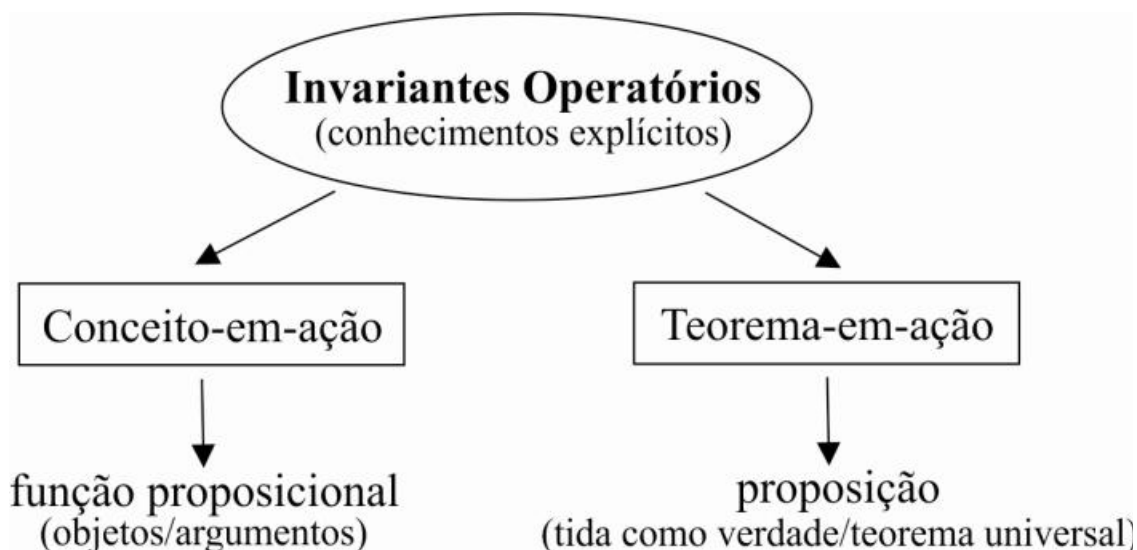 Invariantes Operatórios
(conhecimentos explícitos)
Conceito-em-ação
Teorema-em-ação
função proposicional
(objetos/argumentos)
proposição
(tida como verdade/teorema universal)